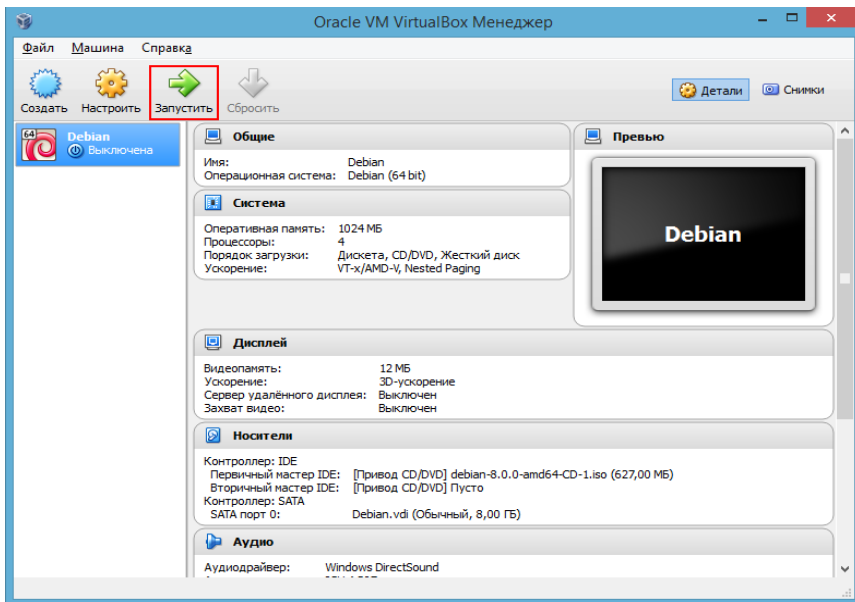 Oracle VM VirtualBox Менеджер
Файл Машина Справка
Создать Настроить Запустить Сбросить Детали Снимки
64 Debian
Выключена
Общие
Имя: Debian
Операционная система: Debian (64 bit)
Превью
Debian
Система
Оперативная память: 1024 МБ
Процессоры: 4
Порядок загрузки: Дискета, CD/DVD, Жесткий диск
Ускорение: VT-x/AMD-V, Nested Paging
Дисплей
Видеопамять: 12 МБ
Ускорение: 3D-ускорение
Сервер удалённого дисплея: Выключен
Захват видео: Выключен
Носители
Контроллер: IDE
Первичный мастер IDE: [Привод CD/DVD] debian-8.0.0-amd64-CD-1.iso (627,00 МБ)
Вторичный мастер IDE: [Привод CD/DVD] Пусто
Контроллер: SATA
SATA порт 0: Debian.vdi (Обычный, 8,00 ГБ)
Аудио
Аудиодрайвер: Windows DirectSound